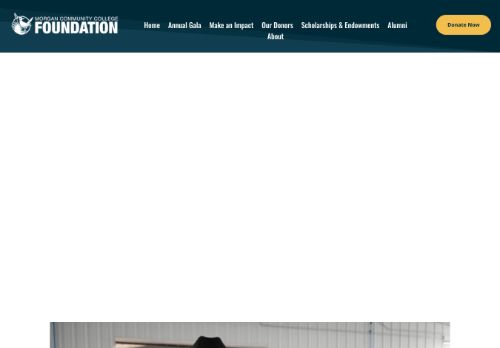 MORGAN COMMUNITY COLLEGE
FOUNDATION
Home Annual Gala Make an Impact Our Donors Scholarships & Endowments Alumni
About
Donate Now